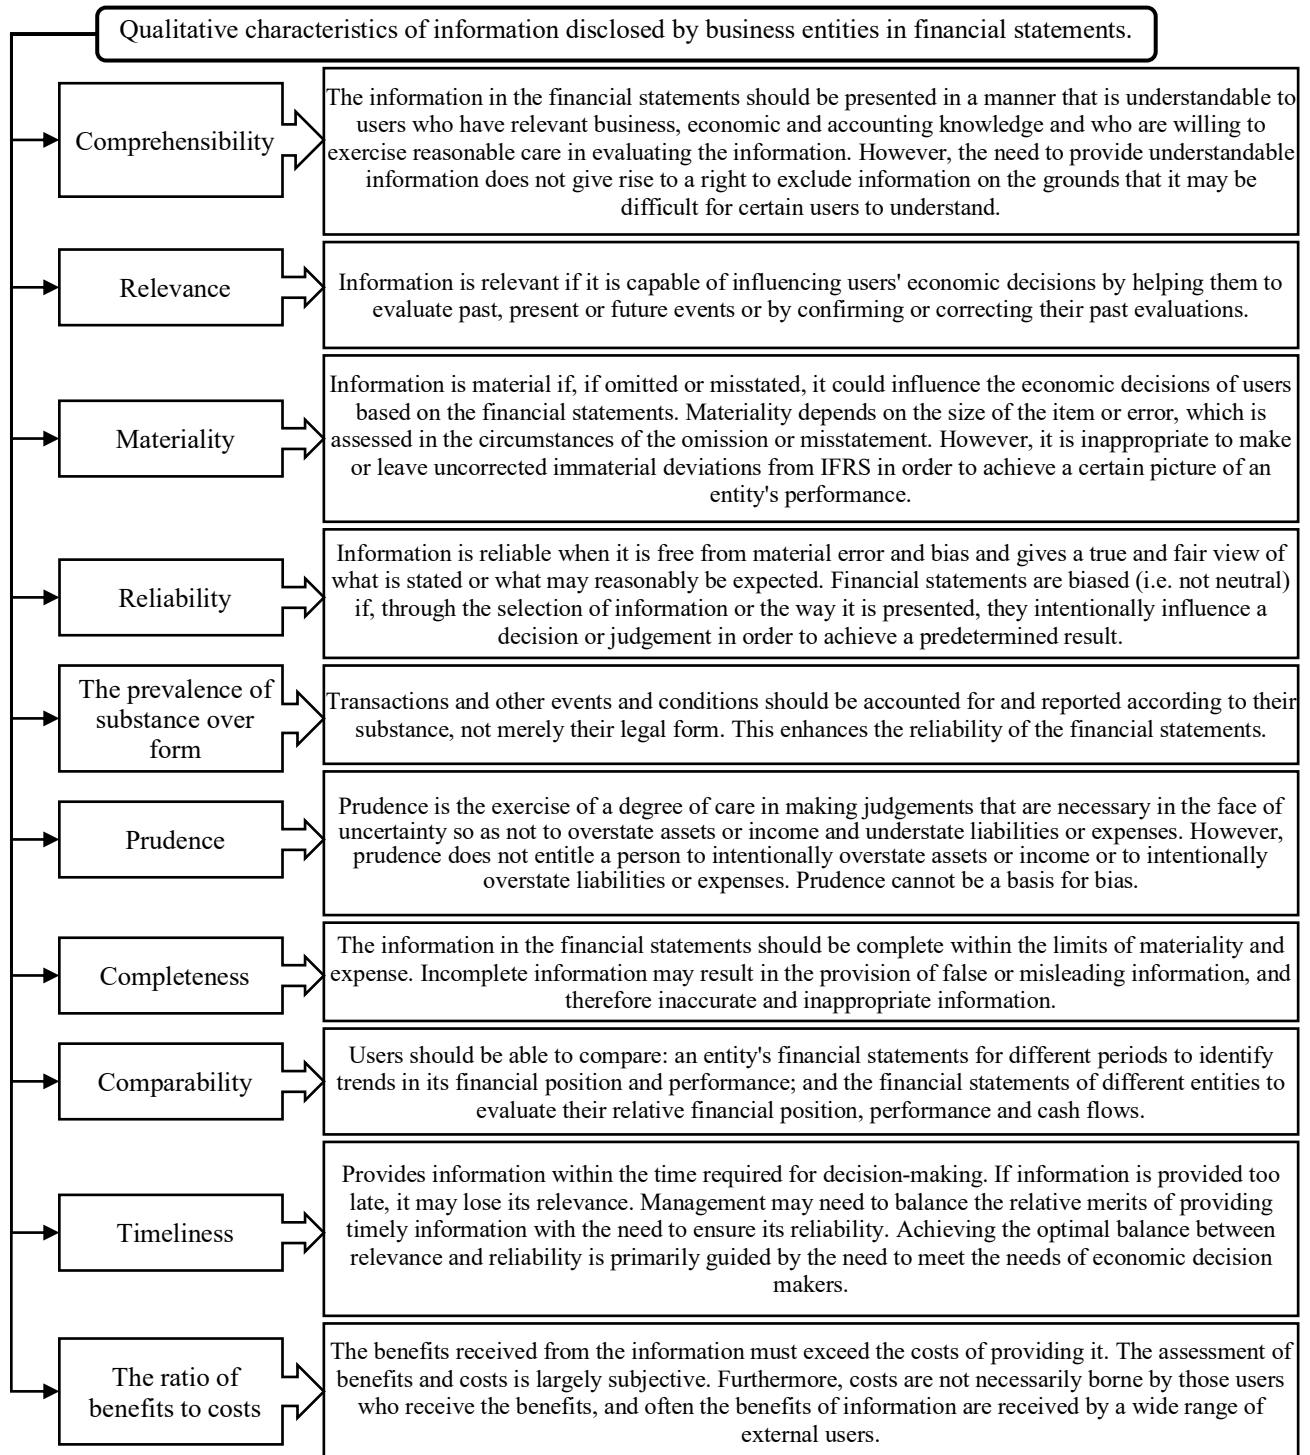 Qualitative characteristics of information disclosed by business entities in financial statements.
Comprehensibility
The information in the financial statements should be presented in a manner that is understandable to
users who have relevant business, economic and accounting knowledge and who are willing to
exercise reasonable care in evaluating the information. However, the need to provide understandable
information does not give rise to a right to exclude information on the grounds that it may be
difficult for certain users to understand.
Relevance
Information is relevant if it is capable of influencing users' economic decisions by helping them to
evaluate past, present or future events or by confirming or correcting their past evaluations.
Materiality
Information is material if, if omitted or misstated, it could influence the economic decisions of users
based on the financial statements. Materiality depends on the size of the item or error, which is
assessed in the circumstances of the omission or misstatement. However, it is inappropriate to make
or leave uncorrected immaterial deviations from IFRS in order to achieve a certain picture of an
entity's performance.
Reliability
Information is reliable when it is free from material error and bias and gives a true and fair view of
what is stated or what may reasonably be expected. Financial statements are biased (i.e. not neutral)
if, through the selection of information or the way it is presented, they intentionally influence a
decision or judgement in order to achieve a predetermined result.
The prevalence of
substance over
form
Transactions and other events and conditions should be accounted for and reported according to their
substance, not merely their legal form. This enhances the reliability of the financial statements.
Prudence
Prudence is the exercise of a degree of care in making judgements that are necessary in the face of
uncertainty so as not to overstate assets or income and understate liabilities or expenses. However,
prudence does not entitle a person to intentionally overstate assets or income or to intentionally
overstate liabilities or expenses. Prudence cannot be a basis for bias.
Completeness
The information in the financial statements should be complete within the limits of materiality and
expense. Incomplete information may result in the provision of false or misleading information, and
therefore inaccurate and inappropriate information.
Comparability
Users should be able to compare: an entity's financial statements for different periods to identify
trends in its financial position and performance; and the financial statements of different entities to
evaluate their relative financial position, performance and cash flows.
Timeliness
Provides information within the time required for decision-making. If information is provided too
late, it may lose its relevance. Management may need to balance the relative merits of providing
timely information with the need to ensure its reliability. Achieving the optimal balance between
relevance and reliability is primarily guided by the need to meet the needs of economic decision
makers.
The ratio of
benefits to costs
The benefits received from the information must exceed the costs of providing it. The assessment of
benefits and costs is largely subjective. Furthermore, costs are not necessarily borne by those users
who receive the benefits, and often the benefits of information are received by a wide range of
external users.